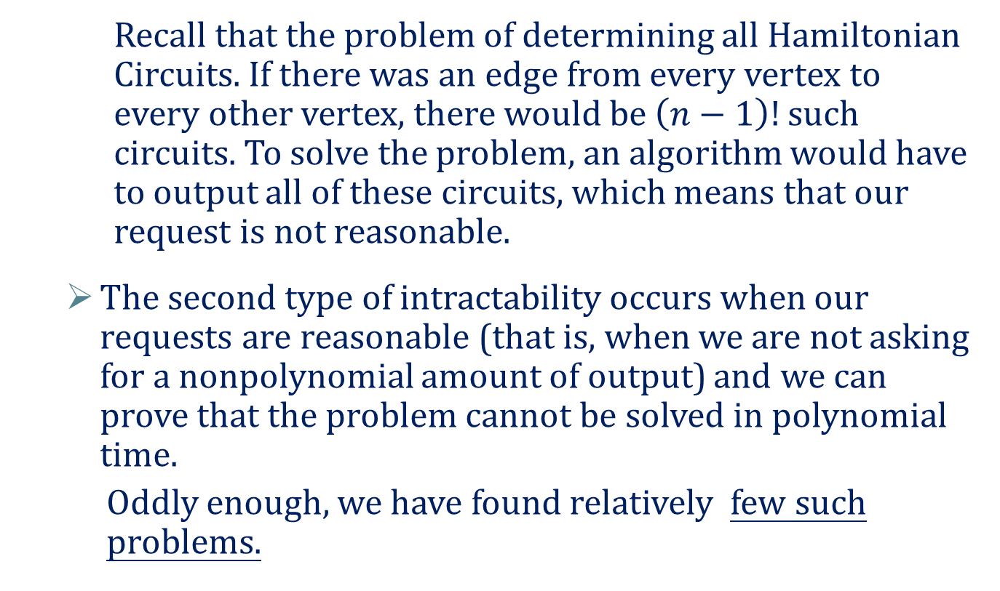 Recall that the problem of determining all Hamiltonian
Circuits. If there was an edge from every vertex to
every other vertex, there would be (𝑛 − 1)! such
circuits. To solve the problem, an algorithm would have
to output all of these circuits, which means that our
request is not reasonable.
The second type of intractability occurs when our
requests are reasonable (that is, when we are not asking
for a nonpolynomial amount of output) and we can
prove that the problem cannot be solved in polynomial
time.
Oddly enough, we have found relatively few such
problems.